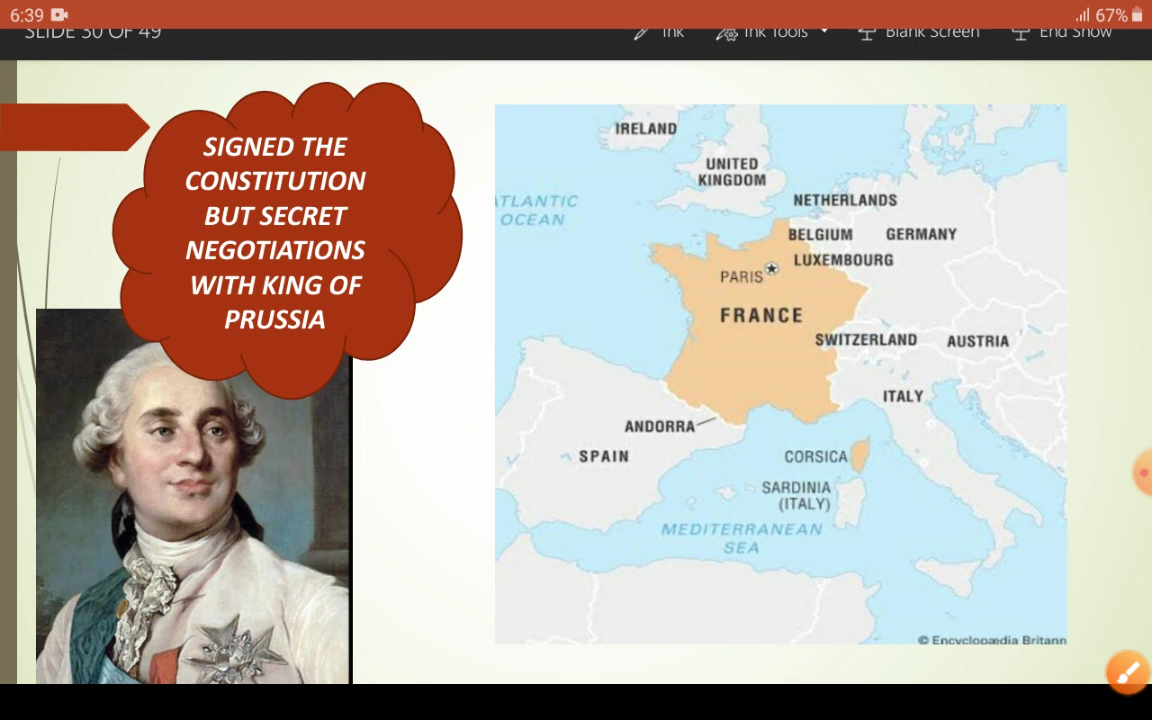 6:39
67%
SLIDE 30 OF 49
Ink
Ink Tools
Blank Screen
End Show
SIGNED THE
CONSTITUTION
BUT SECRET
NEGOTIATIONS
WITH KING OF
PRUSSIA
IRELAND
UNITED
KINGDOM
ATLANTIC
OCEAN
NETHERLANDS
BELGIUM
GERMANY
LUXEMBOURG
PARIS
FRANCE
SWITZERLAND
AUSTRIA
ITALY
ANDORRA
SPAIN
CORSICA
SARDINIA
(ITALY)
MEDITERRANEAN
SEA
© Encyclopædia Britann